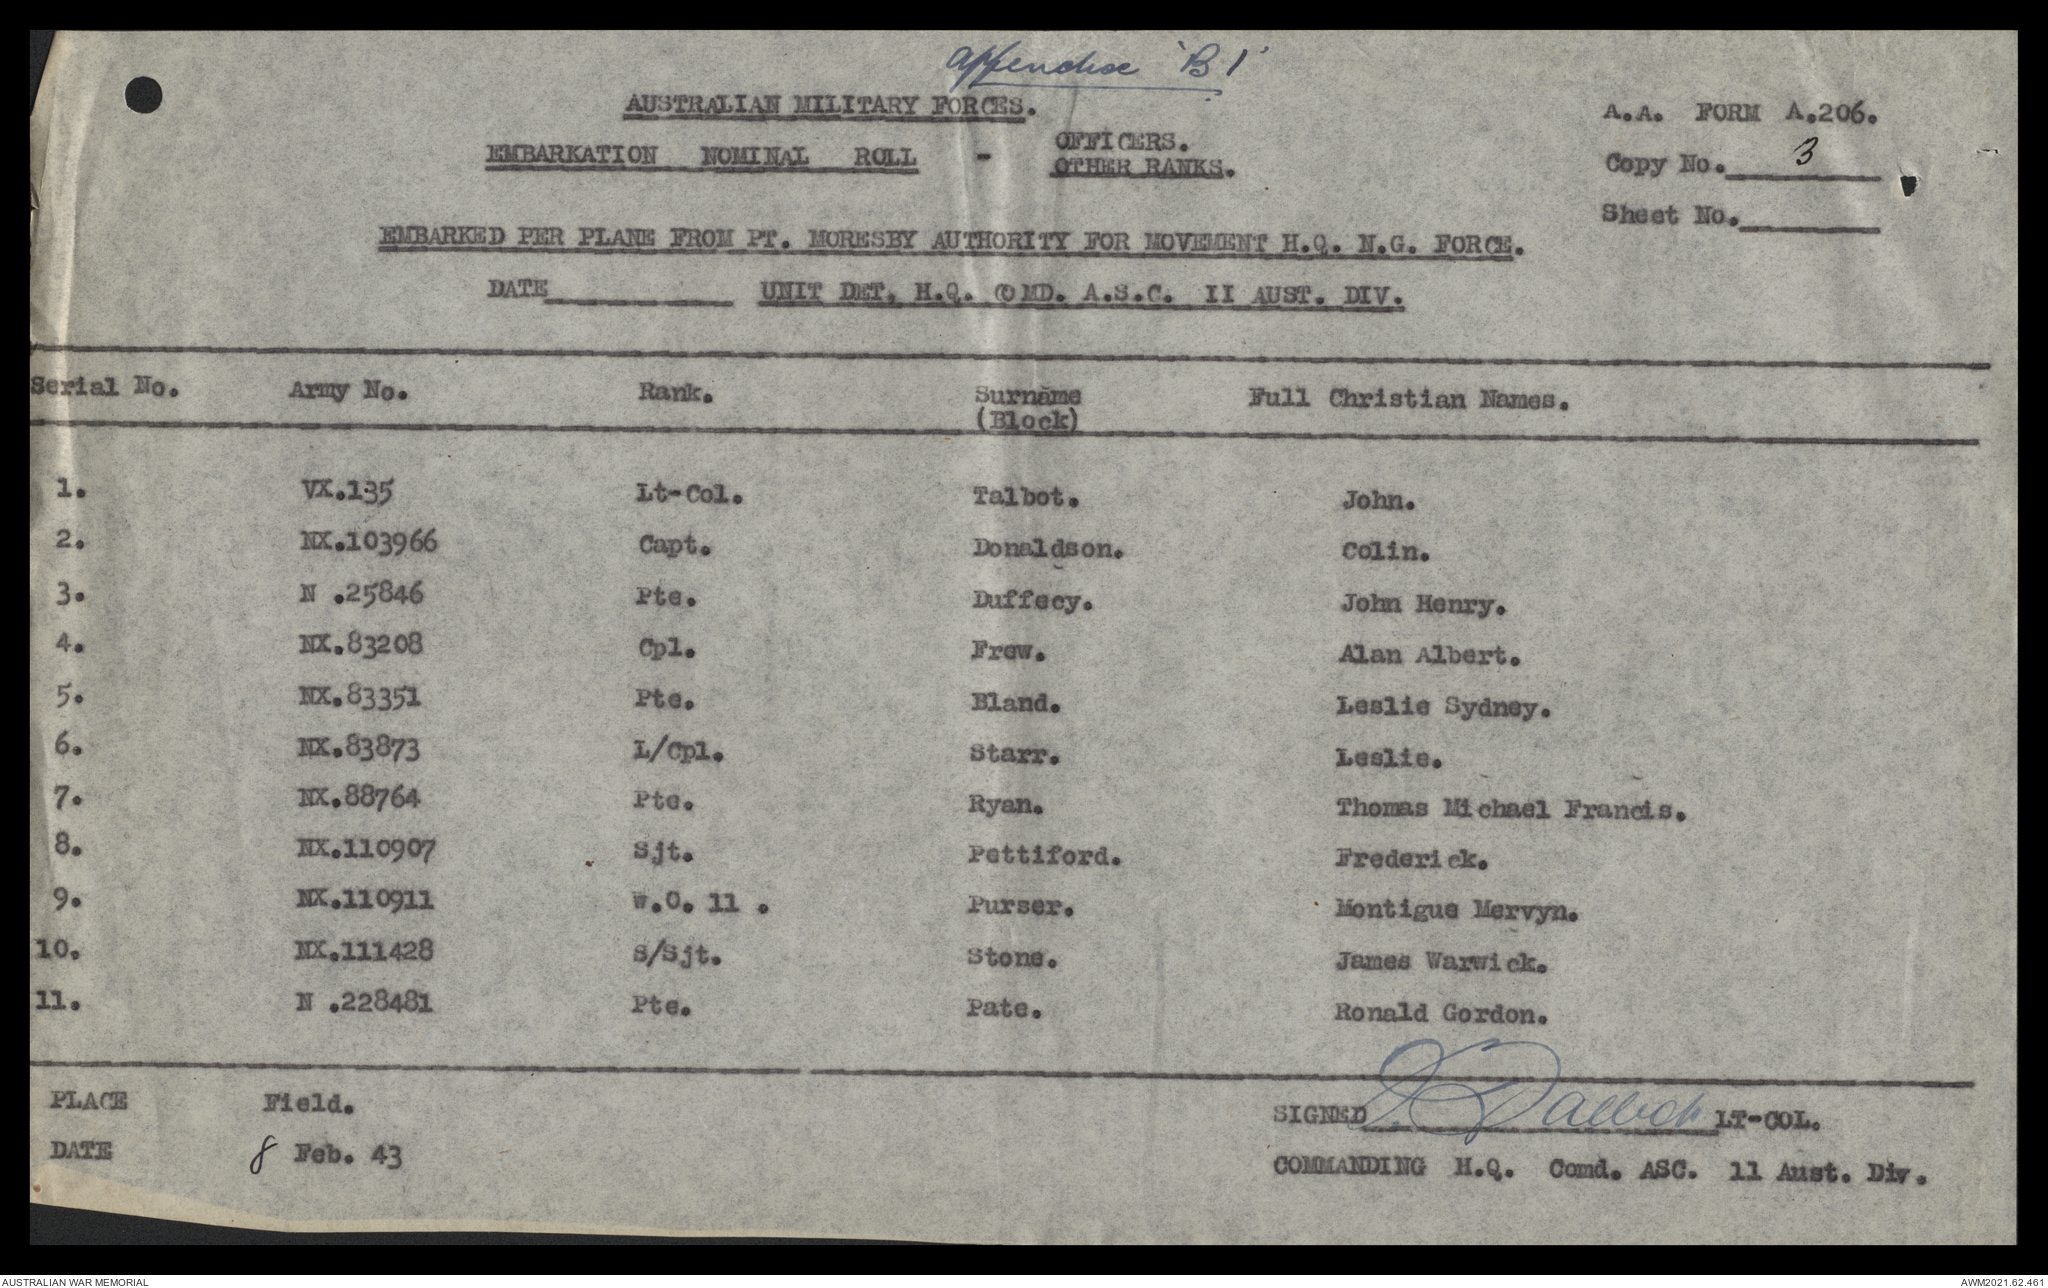 Appendix 'B1'
AUSTRALIAN MILITARY FORCES.
A.A. FORM A.206.
EMBARKATION NOMINAL ROLL - OFFICERS.
OTHER RANKS.
Copy No. 3
Sheet No.
EMBARKED PER PLANE FROM PT. MORESBY AUTHORITY FOR MOVEMENT H.Q. N.G. FORCE.
DATE UNIT DET. H.Q. COMD. A.S.C. II AUST. DIV.
Serial No. Army No. Rank. Surname Full Christian Names.
(Block)
1. VX.135 Lt-Col. Talbot. John.
2. NX.103966 Capt. Donaldson. Colin.
3. N .25846 Pte. Duffecy. John Henry.
4. NX.83208 Cpl. Frew. Alan Albert.
5. NX.83351 Pte. Bland. Leslie Sydney.
6. NX.83873 L/Cpl. Starr. Leslie.
7. NX.88764 Pte. Ryan. Thomas Michael Francis.
8. NX.110907 Sjt. Pettiford. Frederick.
9. NX.110911 W.O. 11 . Purser. Montigue Mervyn.
10. NX.111428 S/Sjt. Stone. James Warwick.
11. N .228481 Pte. Pate. Ronald Gordon.
PLACE Field.
SIGNED J Talbot LT-COL.
DATE 8 Feb. 43
COMMANDING H.Q. Comd. ASC. 11 Aust. Div.
AUSTRALIAN WAR MEMORIAL
AWM2021.62.461